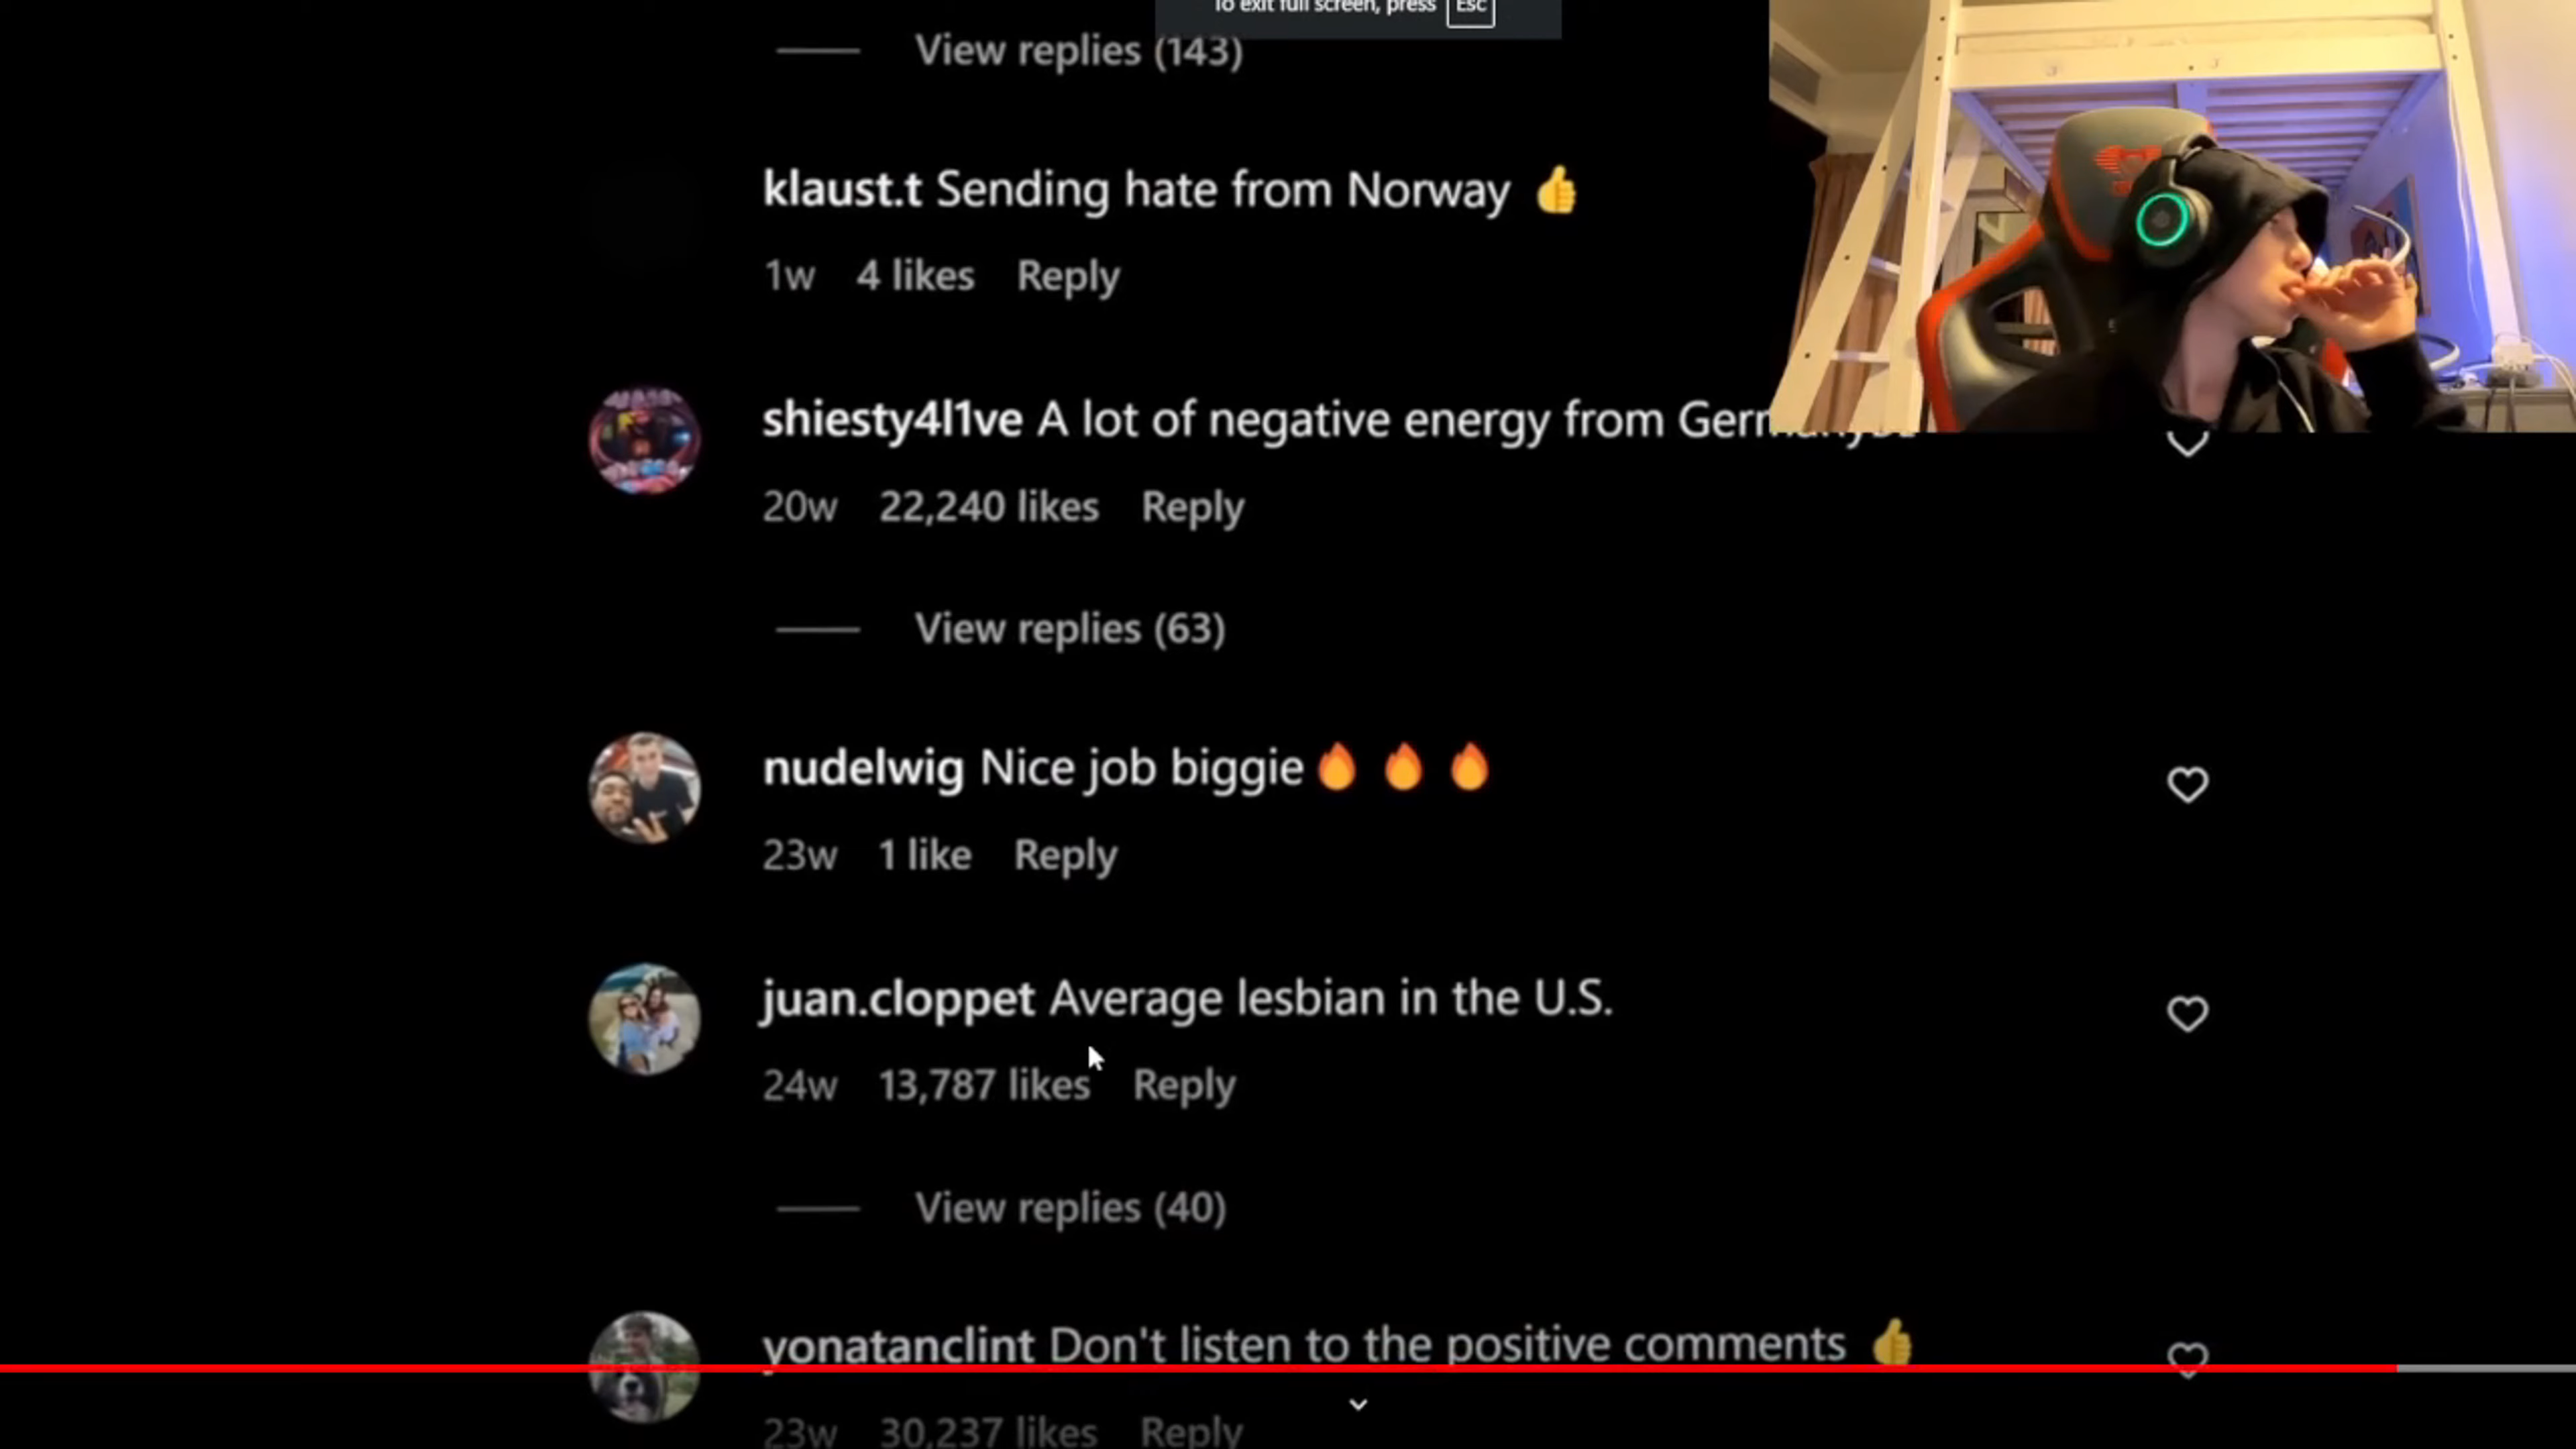 To exit full screen, press Esc
View replies (143)
klaust.t Sending hate from Norway 👍
1w 4 likes Reply
shiesty4l1ve A lot of negative energy from Germany
20w 22,240 likes Reply
View replies (63)
nudelwig Nice job biggie🔥 🔥 🔥
23w 1 like Reply
juan.cloppet Average lesbian in the U.S.
24w 13,787 likes Reply
View replies (40)
yonatanclint Don't listen to the positive comments 👍
23w 30,237 likes Reply